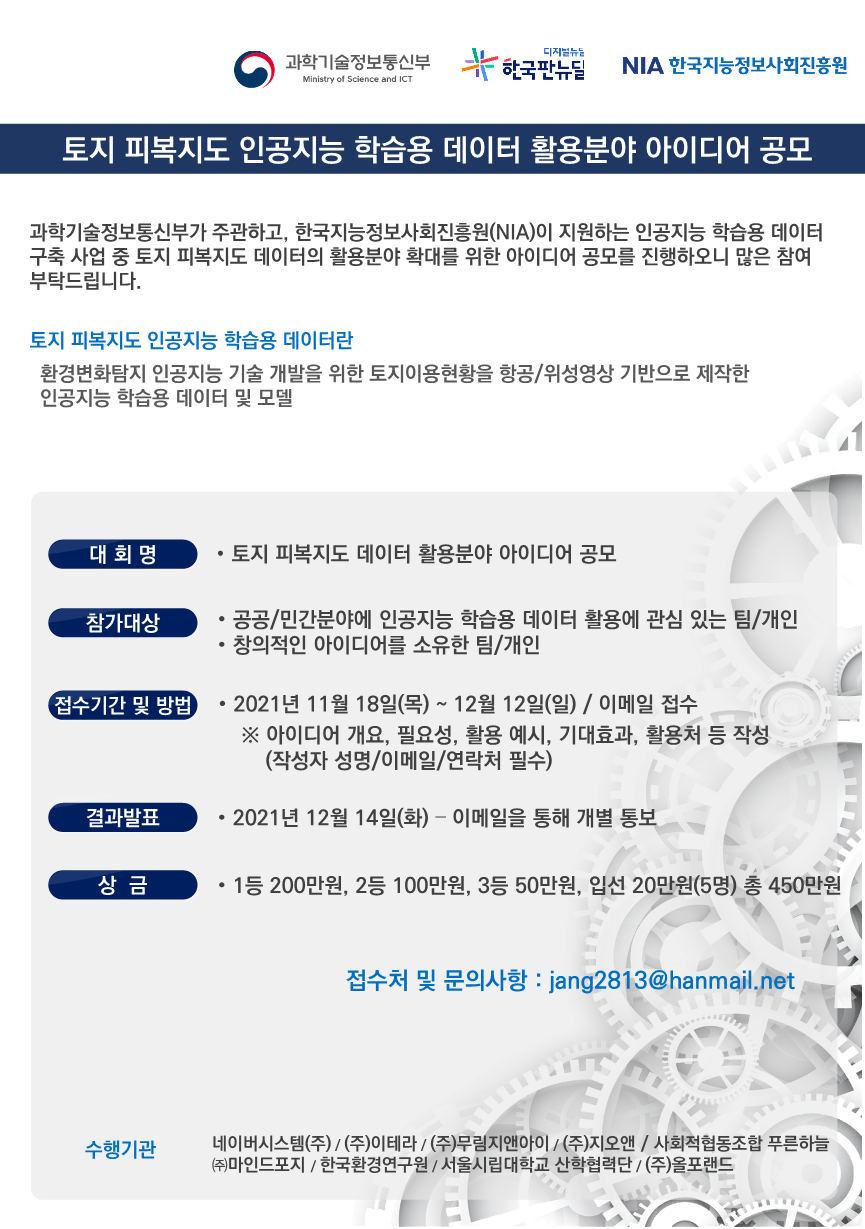 과학기술정보통신부
Ministry of Science and ICT
디지털뉴딜
한국판뉴딜
NIA 한국지능정보사회진흥원
토지 피복지도 인공지능 학습용 데이터 활용분야 아이디어 공모
과학기술정보통신부가 주관하고, 한국지능정보사회진흥원(NIA)이 지원하는 인공지능 학습용 데이터
구축 사업 중 토지 피복지도 데이터의 활용분야 확대를 위한 아이디어 공모를 진행하오니 많은 참여
부탁드립니다.
토지 피복지도 인공지능 학습용 데이터란
환경변화탐지 인공지능 기술 개발을 위한 토지이용현황을 항공/위성영상 기반으로 제작한
인공지능 학습용 데이터 및 모델
대 회 명 • 토지 피복지도 데이터 활용분야 아이디어 공모
참가대상 • 공공/민간분야에 인공지능 학습용 데이터 활용에 관심 있는 팀/개인
• 창의적인 아이디어를 소유한 팀/개인
접수기간 및 방법 • 2021년 11월 18일(목) ~ 12월 12일(일) / 이메일 접수
※ 아이디어 개요, 필요성, 활용 예시, 기대효과, 활용처 등 작성
(작성자 성명/이메일/연락처 필수)
결과발표 • 2021년 12월 14일(화) – 이메일을 통해 개별 통보
상 금 • 1등 200만원, 2등 100만원, 3등 50만원, 입선 20만원(5명) 총 450만원
접수처 및 문의사항 : jang2813@hanmail.net
수행기관 네이버시스템(주) / (주)이테라 / (주)무림지앤아이 / (주)지오앤 / 사회적협동조합 푸른하늘
㈜마인드포지 / 한국환경연구원 / 서울시립대학교 산학협력단 / (주)올포랜드